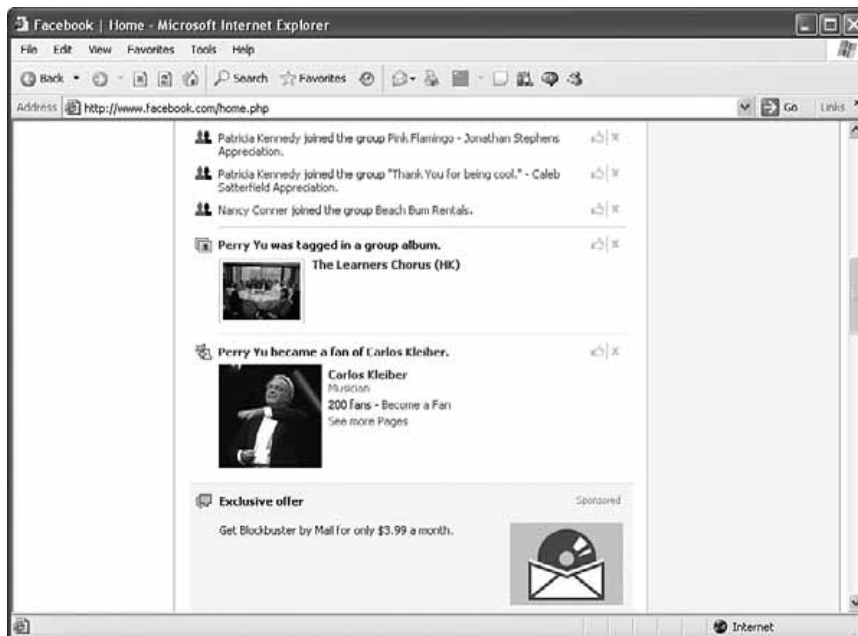 Facebook | Home - Microsoft Internet Explorer
File Edit View Favorites Tools Help
Back Search Favorites
Address http://www.facebook.com/home.php Go Links
Patricia Kennedy joined the group Pink Flamingo - Jonathan Stephens
Appreciation.
Patricia Kennedy joined the group "Thank You for being cool." - Caleb
Satterfield Appreciation.
Nancy Conner joined the group Beach Bum Rentals.
Perry Yu was tagged in a group album.
The Learners Chorus (HK)
Perry Yu became a fan of Carlos Kleiber.
Carlos Kleiber
Musician
200 fans - Become a Fan
See more Pages
Exclusive offer Sponsored
Get Blockbuster by Mail for only $3.99 a month.
Internet